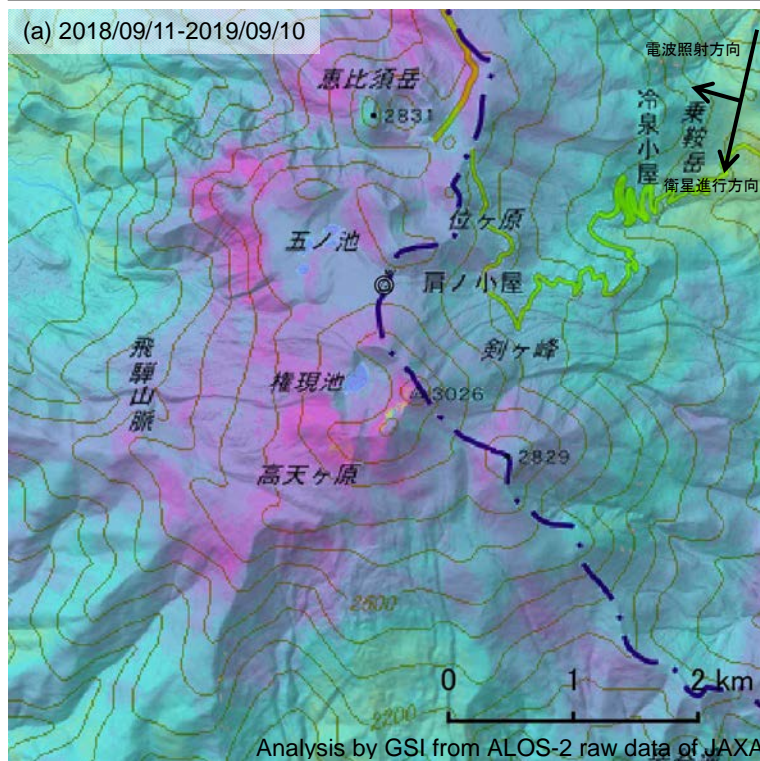 (a) 2018/09/11-2019/09/10
電波照射方向
衛星進行方向
恵比須岳
2831
冷泉小屋
乗鞍岳
位ヶ原
五ノ池
肩ノ小屋
剣ヶ峰
飛騨山脈
権現池
3026
高天ヶ原
2829
2600
2200
0 1 2 km
Analysis by GSI from ALOS-2 raw data of JAXA